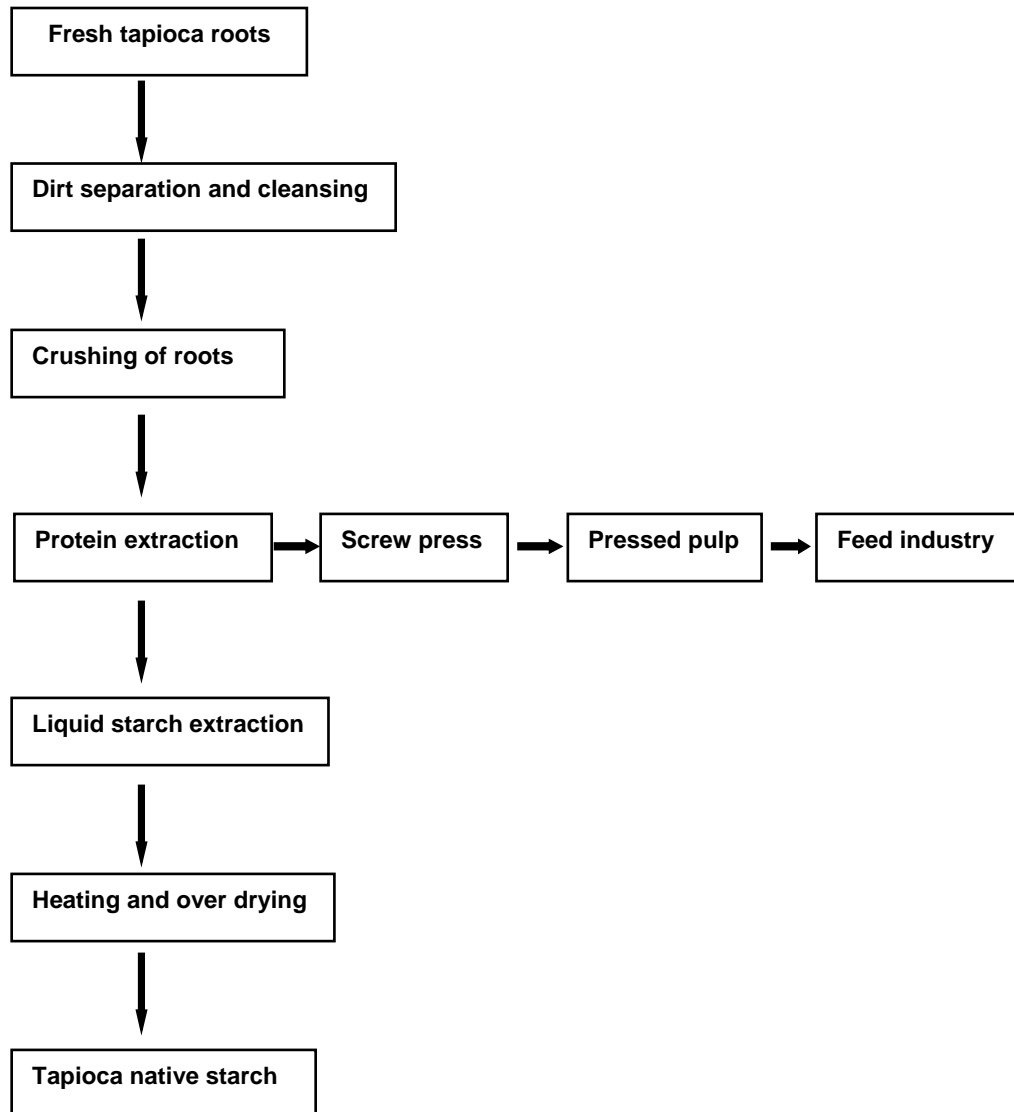 Fresh tapioca roots
Dirt separation and cleansing
Crushing of roots
Protein extraction
Screw press
Pressed pulp
Feed industry
Liquid starch extraction
Heating and over drying
Tapioca native starch